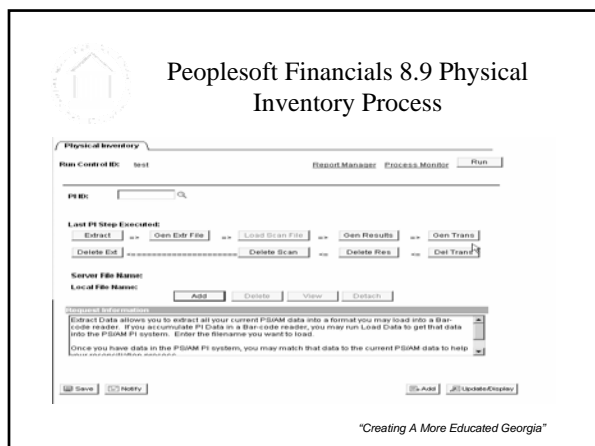 Peoplesoft Financials 8.9 Physical
Inventory Process
Physical Inventory
Run Control ID: test Report Manager Process Monitor Run
PI ID:
Last PI Step Executed:
Extract => Gen Extr File => Load Scan File => Gen Results => Gen Trans
Delete Ext <= Delete Scan <= Delete Res <= Del Trans
Server File Name:
Local File Name:
Add Delete View Detach
Request Information
Extract Data allows you to extract all your current PS/AM data into a format you may load into a Bar-
code reader. If you accumulate PI Data in a Bar-code reader, you may run Load Data to get that data
into the PS/AM PI system. Enter the filename you want to load.
Once you have data in the PS/AM PI system, you may match that data to the current PS/AM data to help
your reconciliation process.
Save Notify Add Update/Display
"Creating A More Educated Georgia"